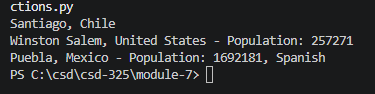 ctions.py
Santiago, Chile
Winston Salem, United States - Population: 257271
Puebla, Mexico - Population: 1692181, Spanish
PS C:\csd\csd-325\module-7>